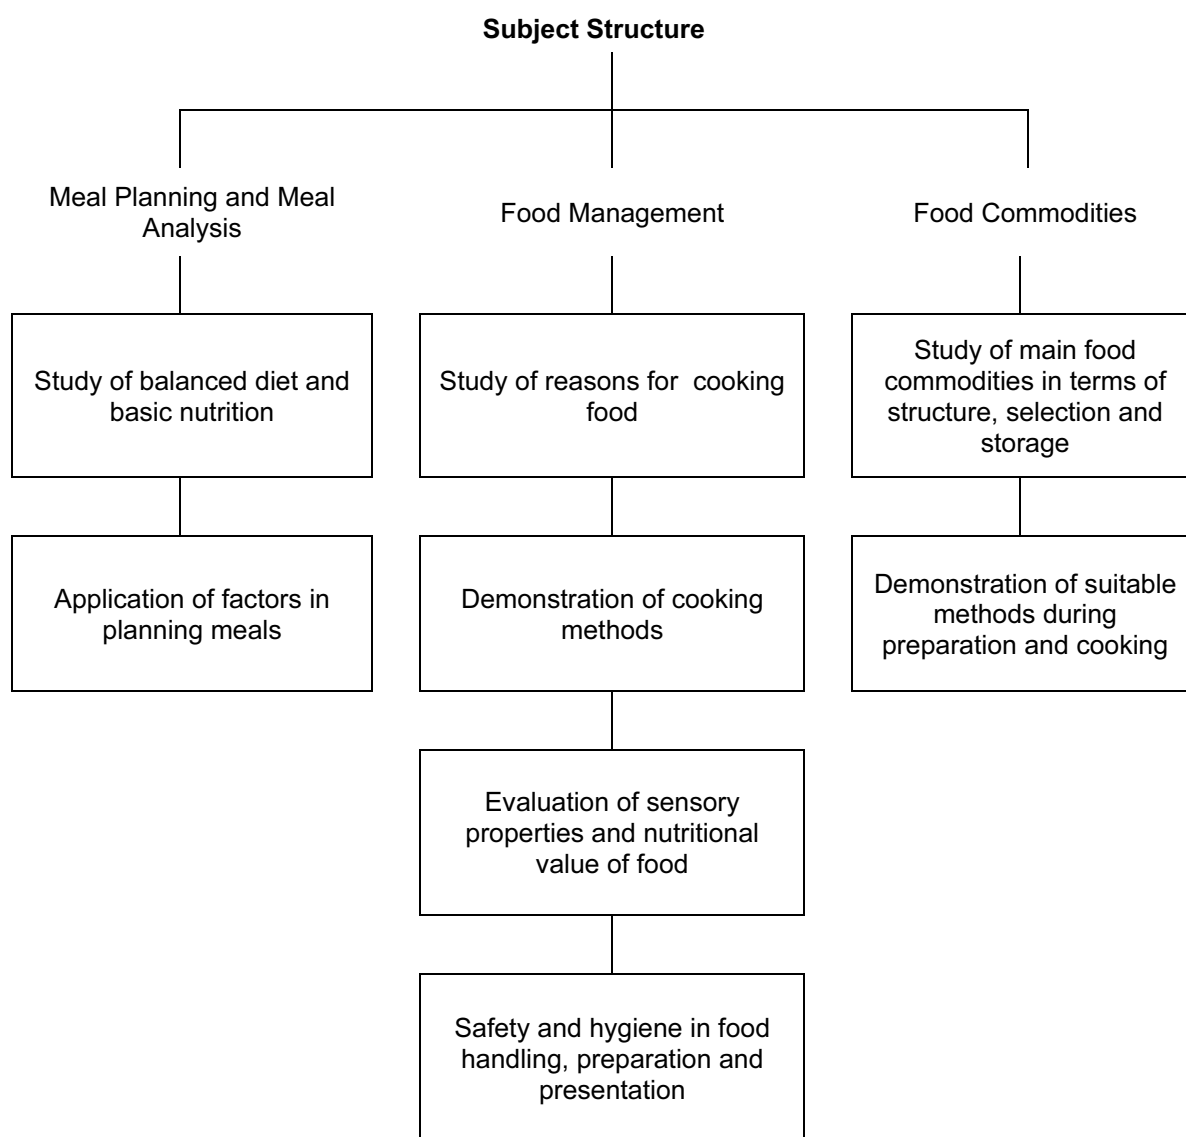 Subject Structure
Meal Planning and Meal
Analysis
Food Management
Food Commodities
Study of balanced diet and
basic nutrition
Study of reasons for  cooking
food
Study of main food
commodities in terms of
structure, selection and
storage
Application of factors in
planning meals
Demonstration of cooking
methods
Demonstration of suitable
methods during
preparation and cooking
Evaluation of sensory
properties and nutritional
value of food
Safety and hygiene in food
handling, preparation and
presentation